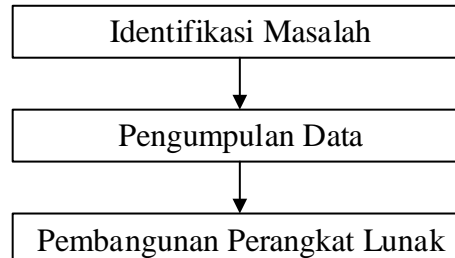 Identifikasi Masalah
Pengumpulan Data
Pembangunan Perangkat Lunak